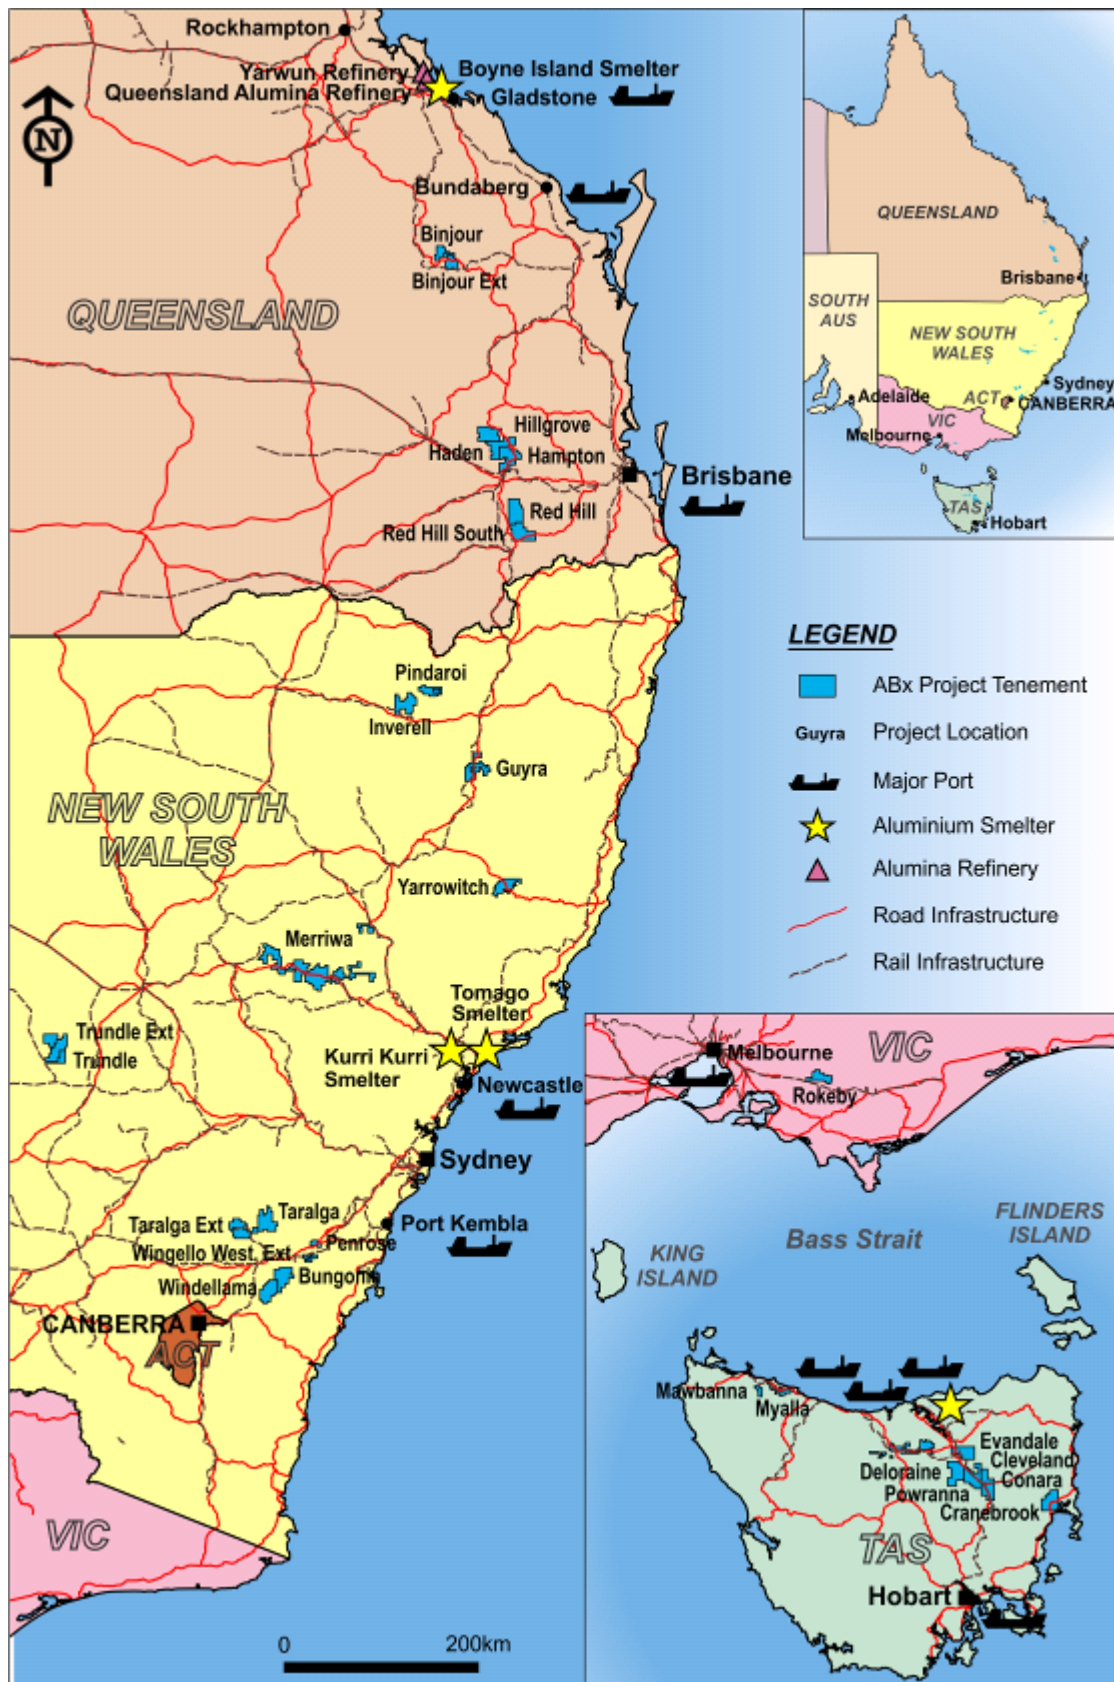 Rockhampton
Yarwun Refinery
Queensland Alumina Refinery
Boyne Island Smelter
Gladstone
N
Bundaberg
Binjour
Binjour Ext
QUEENSLAND
Hillgrove
Haden
Hampton
Brisbane
Red Hill
Red Hill South
Pindaroi
Inverell
Guyra
NEW SOUTH
WALES
Yarrowitch
Merriwa
Tomago
Smelter
Trundle Ext
Trundle
Kurri Kurri
Smelter
Newcastle
Sydney
Taralga Ext
Taralga
Port Kembla
Wingello West, Ext
Penrose
Windellama
Bungonia
CANBERRA
ACT
VIC
0
200km
QUEENSLAND
Brisbane
SOUTH
AUS
NEW SOUTH
WALES
Sydney
ACT
CANBERRA
Adelaide
VIC
Melbourne
TAS
Hobart
LEGEND
ABx Project Tenement
Guyra
Project Location
Major Port
Aluminium Smelter
Alumina Refinery
Road Infrastructure
Rail Infrastructure
Melbourne
VIC
Rokeby
KING
ISLAND
Bass Strait
FLINDERS
ISLAND
Mawbanna
Myalla
Evandale
Cleveland
Deloraine
Conara
Powranna
Cranebrook
TAS
Hobart